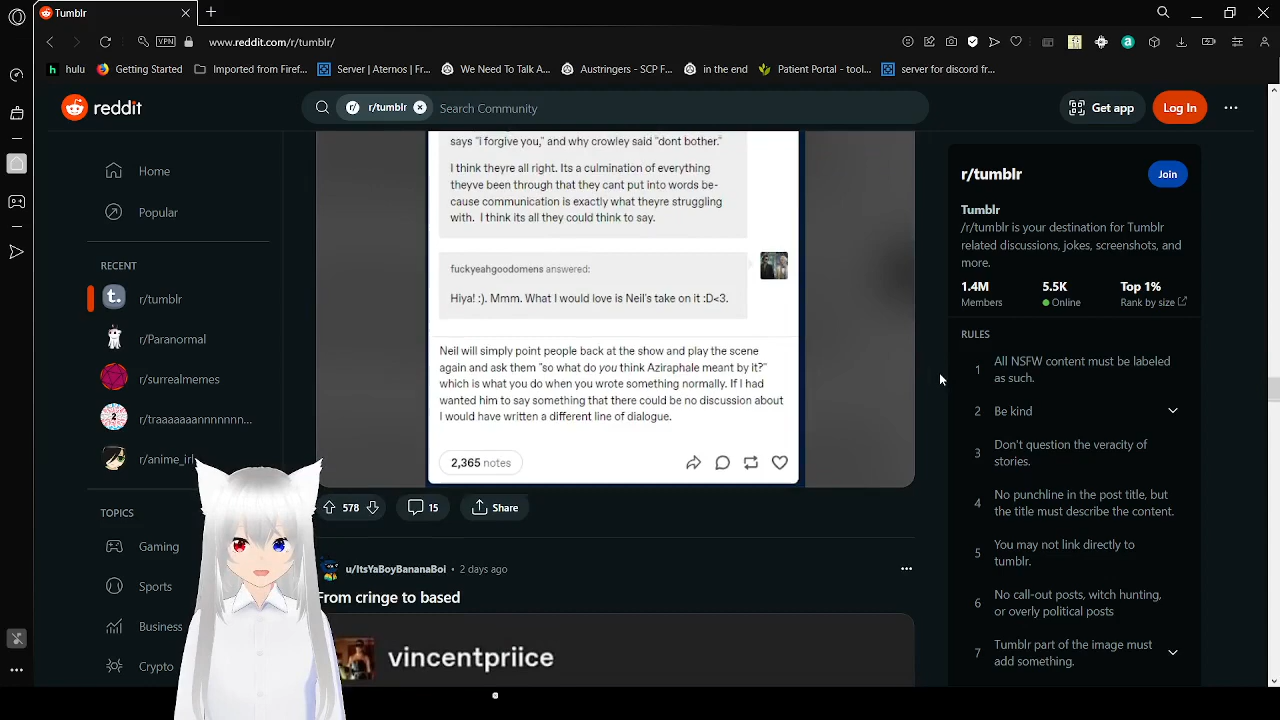 Tumblr
VPN
www.reddit.com/r/tumblr/
hulu
Getting Started
Imported from Firef...
Server | Aternos | Fr...
We Need To Talk A...
Austringers - SCP F...
in the end
Patient Portal - tool...
server for discord fr...
reddit
r/tumblr
Search Community
Get app
Log In
Home
Popular
RECENT
r/tumblr
r/Paranormal
r/surrealmemes
r/traaaaaaannnnnnn...
r/anime_irl
TOPICS
Gaming
Sports
Business
Crypto
says "i forgive you," and why crowley said "dont bother."
I think theyre all right. Its a culmination of everything
theyve been through that they cant put into words be-
cause communication is exactly what theyre struggling
with. I think its all they could think to say.
fuckyeahgoodomens answered:
Hiya! :). Mmm. What I would love is Neil's take on it :D<3.
Neil will simply point people back at the show and play the scene
again and ask them "so what do you think Aziraphale meant by it?"
which is what you do when you wrote something normally. If I had
wanted him to say something that there could be no discussion about
I would have written a different line of dialogue.
2,365 notes
578
15
Share
u/ItsYaBoyBananaBoi • 2 days ago
From cringe to based
vincentpriice
r/tumblr
Join
Tumblr
/r/tumblr is your destination for Tumblr
related discussions, jokes, screenshots, and
more.
1.4M
Members
5.5K
Online
Top 1%
Rank by size
RULES
1
All NSFW content must be labeled
as such.
2
Be kind
3
Don't question the veracity of
stories.
4
No punchline in the post title, but
the title must describe the content.
5
You may not link directly to
tumblr.
6
No call-out posts, witch hunting,
or overly political posts
7
Tumblr part of the image must
add something.